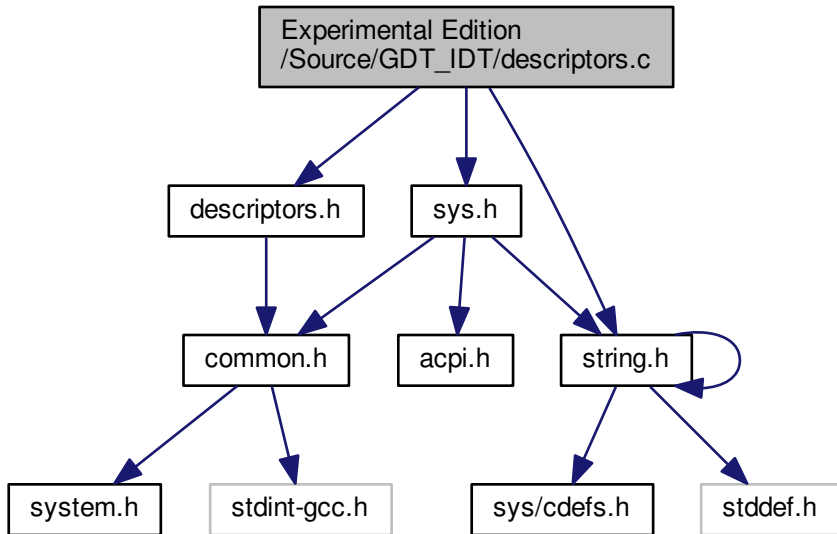 Experimental Edition
/Source/GDT_IDT/descriptors.c
descriptors.h
sys.h
common.h
acpi.h
string.h
system.h
stdint-gcc.h
sys/cdefs.h
stddef.h